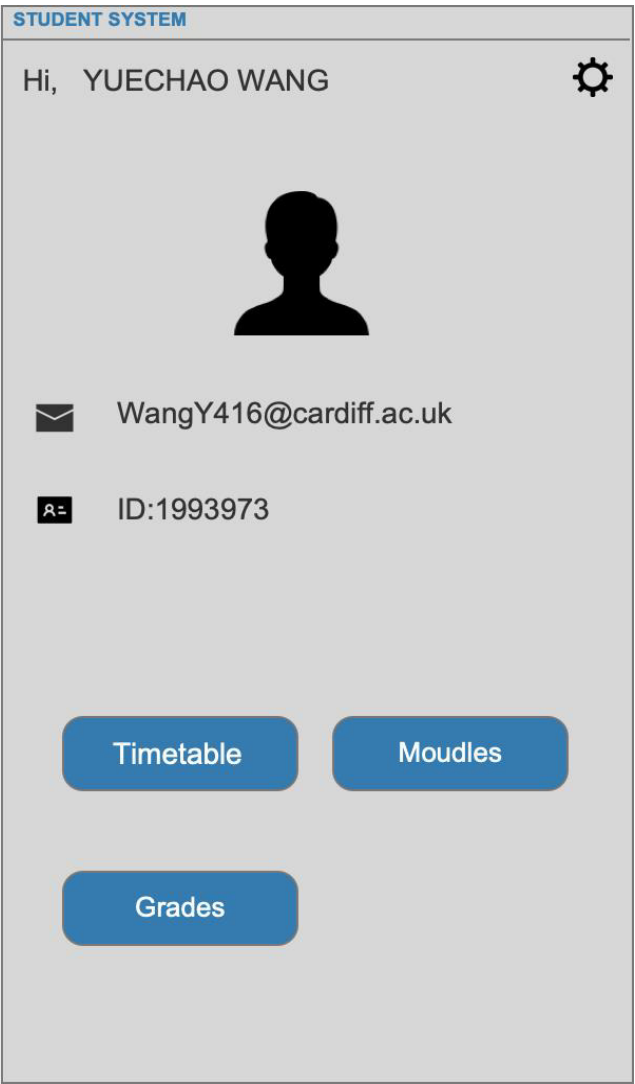 STUDENT SYSTEM
Hi, YUECHAO WANG
WangY416@cardiff.ac.uk
ID:1993973
Timetable
Moudles
Grades